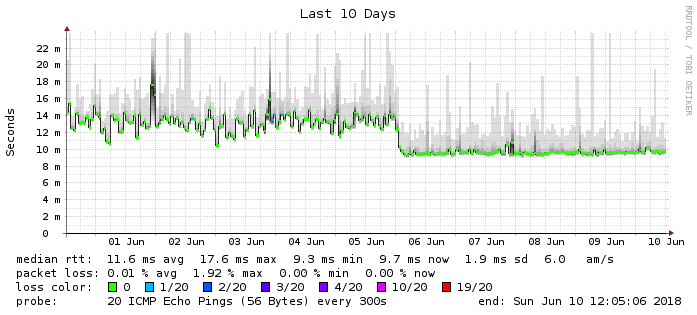 Last 10 Days
RRDTOOL / TOBI OETIKER
Seconds
22 m
20 m
18 m
16 m
14 m
12 m
10 m
8 m
6 m
4 m
2 m
0
01 Jun 02 Jun 03 Jun 04 Jun 05 Jun 06 Jun 07 Jun 08 Jun 09 Jun 10 Jun
median rtt: 11.6 ms avg 17.6 ms max 9.3 ms min 9.7 ms now 1.9 ms sd 6.0 am/s
packet loss: 0.01 % avg 1.92 % max 0.00 % min 0.00 % now
loss color: 0 1/20 2/20 3/20 4/20 10/20 19/20
probe: 20 ICMP Echo Pings (56 Bytes) every 300s end: Sun Jun 10 12:05:06 2018